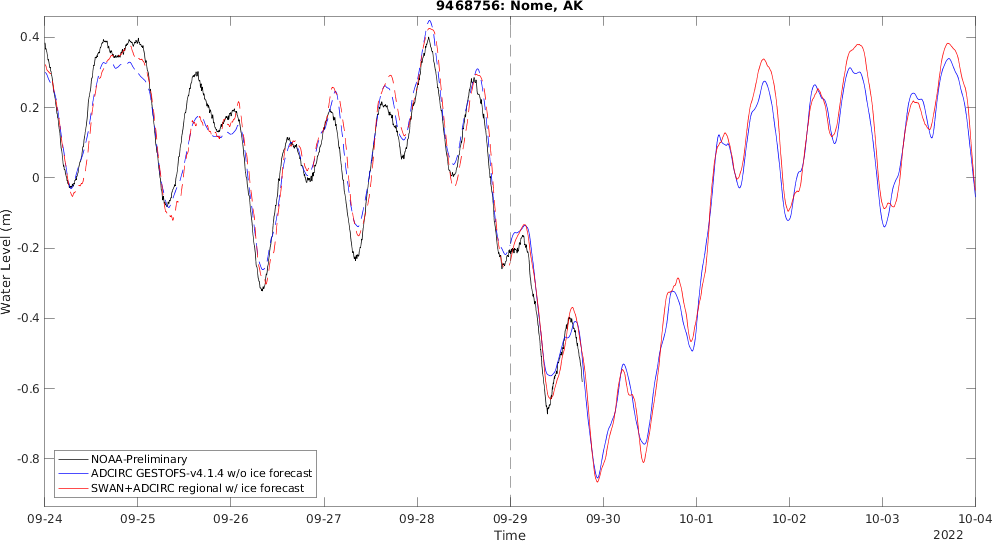 9468756: Nome, AK
Water Level (m)
0.4
0.2
0
-0.2
-0.4
-0.6
-0.8
NOAA-Preliminary
ADCIRC GESTOFS-v4.1.4 w/o ice forecast
SWAN+ADCIRC regional w/ ice forecast
09-24 09-25 09-26 09-27 09-28 09-29 09-30 10-01 10-02 10-03 10-04
Time
2022